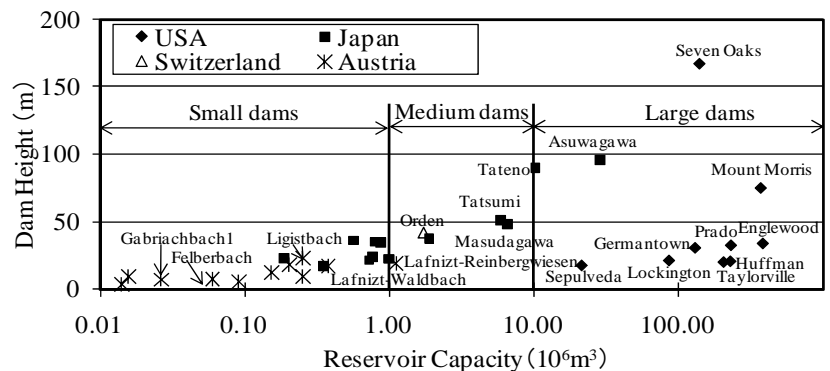 200
150
100
50
0
Dam Height (m)
USA
Japan
Switzerland
Austria
Seven Oaks
Small dams
Medium dams
Large dams
Asuwagawa
Tateno
Mount Morris
Tatsumi
Orden
Gabriachbach1
Ligistbach
Felberbach
Masudagawa
Germantown
Prado
Englewood
Lafnizt-Reinbergwiesen
Lafnizt-Waldbach
Sepulveda
Lockington
Huffman
Taylorville
0.01
0.10
1.00
10.00
100.00
Reservoir Capacity (10⁶m³)